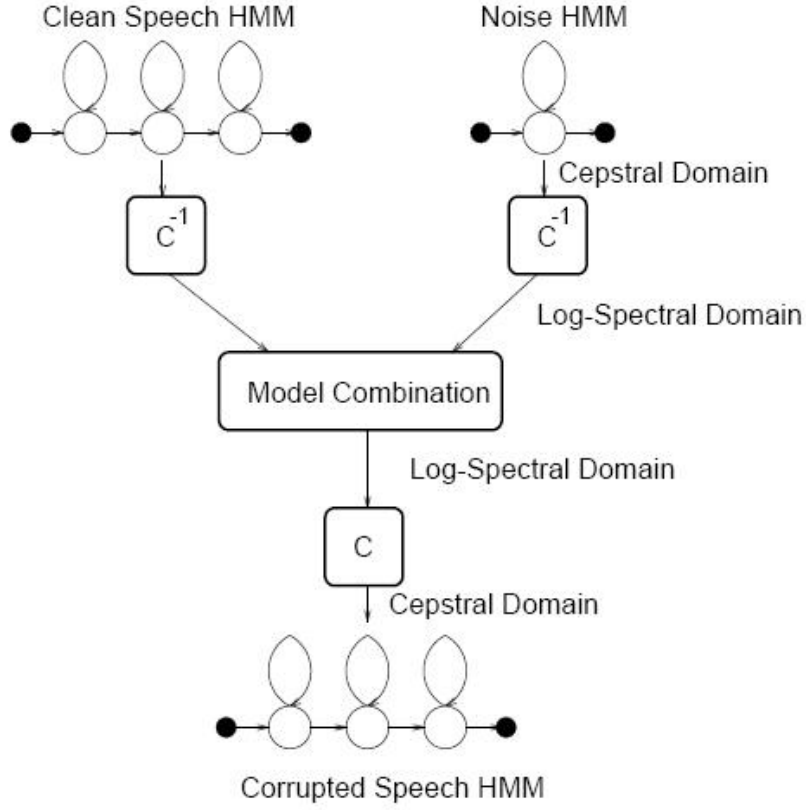 Clean Speech HMM
Noise HMM
Cepstral Domain
C⁻¹
C⁻¹
Log-Spectral Domain
Model Combination
Log-Spectral Domain
C
Cepstral Domain
Corrupted Speech HMM